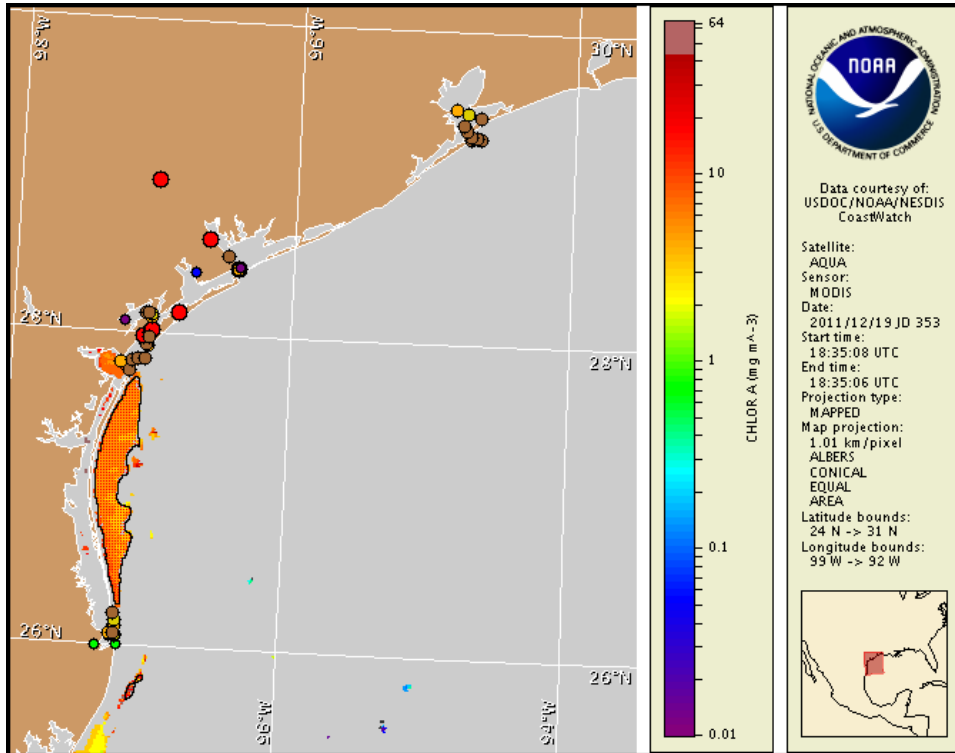 98°W
96°W
30°N
28°N
28°N
26°N
26°N
96°W
94°W
64
10
1
0.1
0.01
CHLOR A (mg m^-3)
NATIONAL OCEANIC AND ATMOSPHERIC ADMINISTRATION
NOAA
U.S. DEPARTMENT OF COMMERCE
Data courtesy of:
USDOC/NOAA/NESDIS
CoastWatch
Satellite:
AQUA
Sensor:
MODIS
Date:
2011/12/19 JD 353
Start time:
18:35:08 UTC
End time:
18:35:06 UTC
Projection type:
MAPPED
Map projection:
1.01 km/pixel
ALBERS
CONICAL
EQUAL
AREA
Latitude bounds:
24 N -> 31 N
Longitude bounds:
99 W -> 92 W